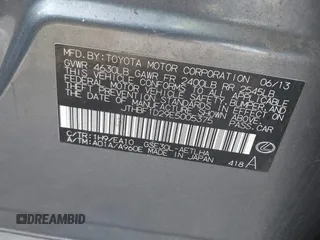 MFD.BY:TOYOTA MOTOR CORPORATION 06/13
GVWR 4630LB GAWR FR 2400LB RR 2545LB
THIS VEHICLE CONFORMS TO ALL APPLICABLE
FEDERAL MOTOR VEHICLE SAFETY, BUMPER, AND
THEFT PREVENTION STANDARDS IN EFFECT ON
THE DATE OF MANUFACTURE SHOWN ABOVE.
PASS. CAR
C/TR:1H9/EA10 GSE30L-AETLHA
A/TM:A01A/A960E MADE IN JAPAN
418 A
DREAMBID